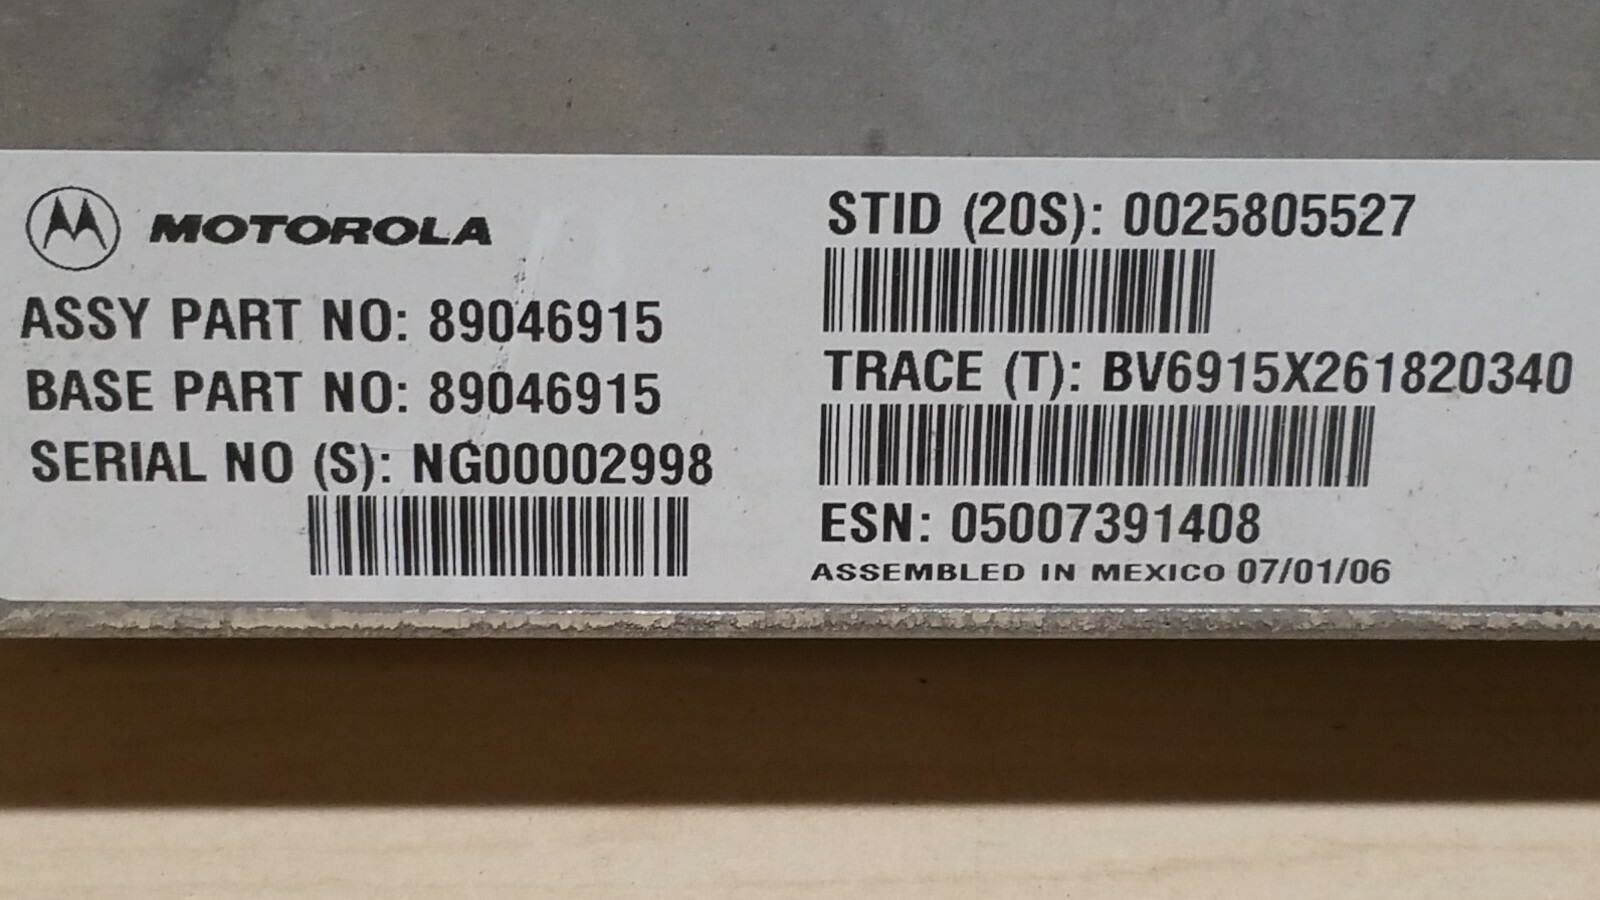 MOTOROLA
ASSY PART NO: 89046915
BASE PART NO: 89046915
SERIAL NO (S): NG00002998
STID (20S): 0025805527
TRACE (T): BV6915X261820340
ESN: 05007391408
ASSEMBLED IN MEXICO 07/01/06